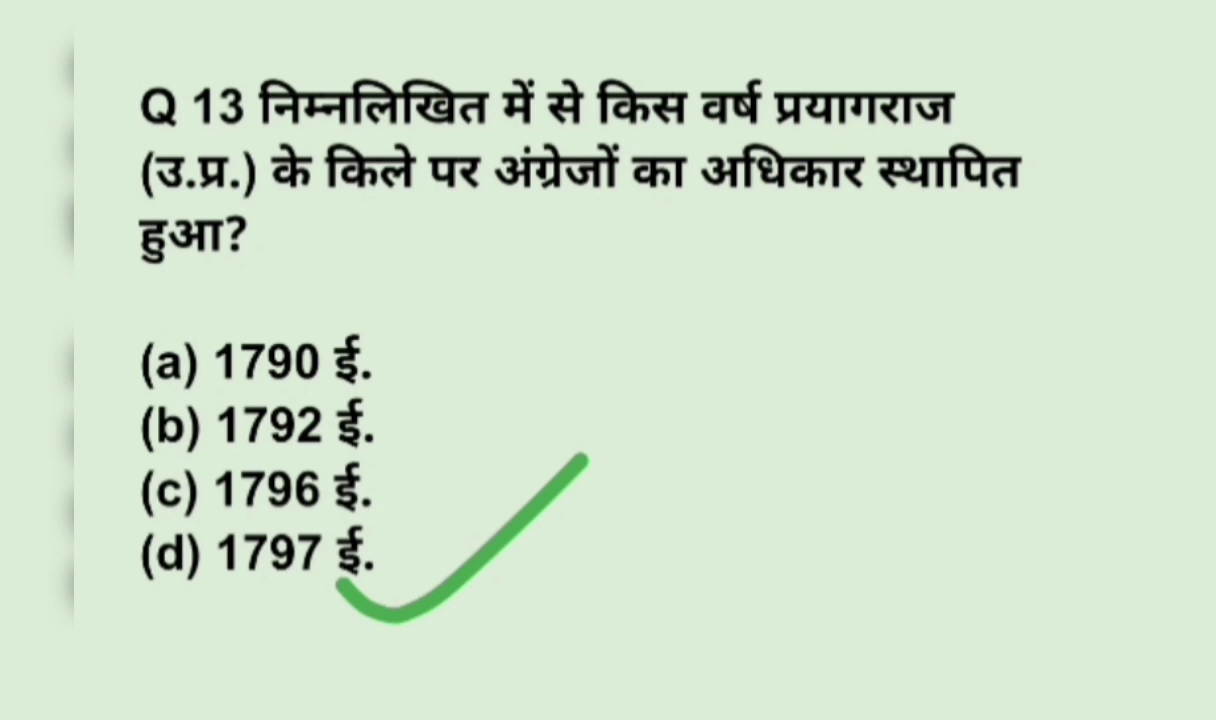 Q 13 निम्नलिखित में से किस वर्ष प्रयागराज
(उ.प्र.) के किले पर अंग्रेजों का अधिकार स्थापित
हुआ?
(a) 1790 ई.
(b) 1792 ई.
(c) 1796 ई.
(d) 1797 ई.